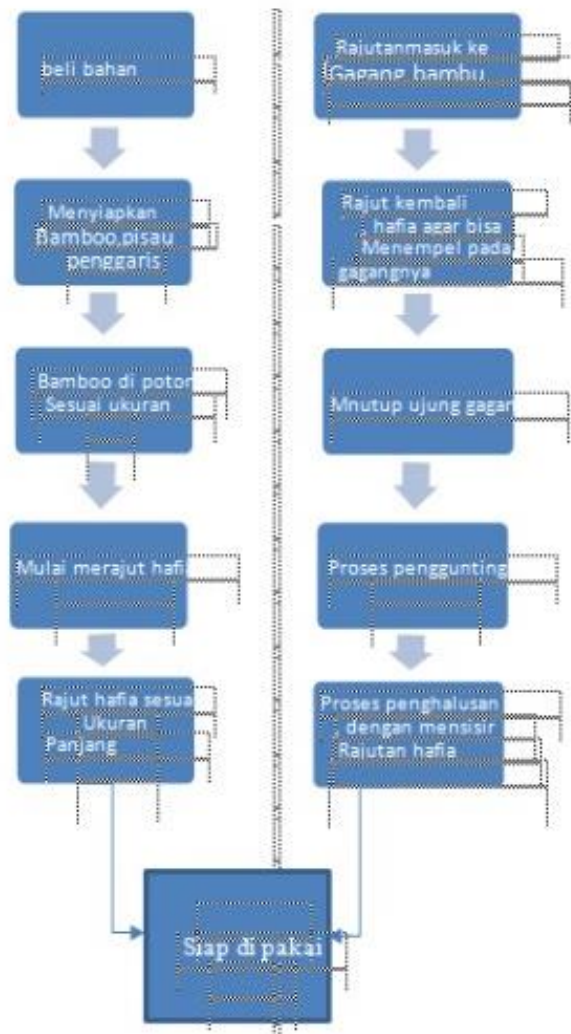 beli bahan
Menyiapkan
Bamboo,pisau
penggaris
Bamboo di poton
Sesuai ukuran
Mulai merajut hafia
Rajut hafia sesua
Ukuran
Panjang
Rajutanmasuk ke
Gagang bambu
Rajut kembali
hafia agar bisa
Menempel pada
gagangnya
Mnutup ujung gagan
Proses penggunting
Proses penghalusan
dengan mensisir
Rajutan hafia
Siap di pakai